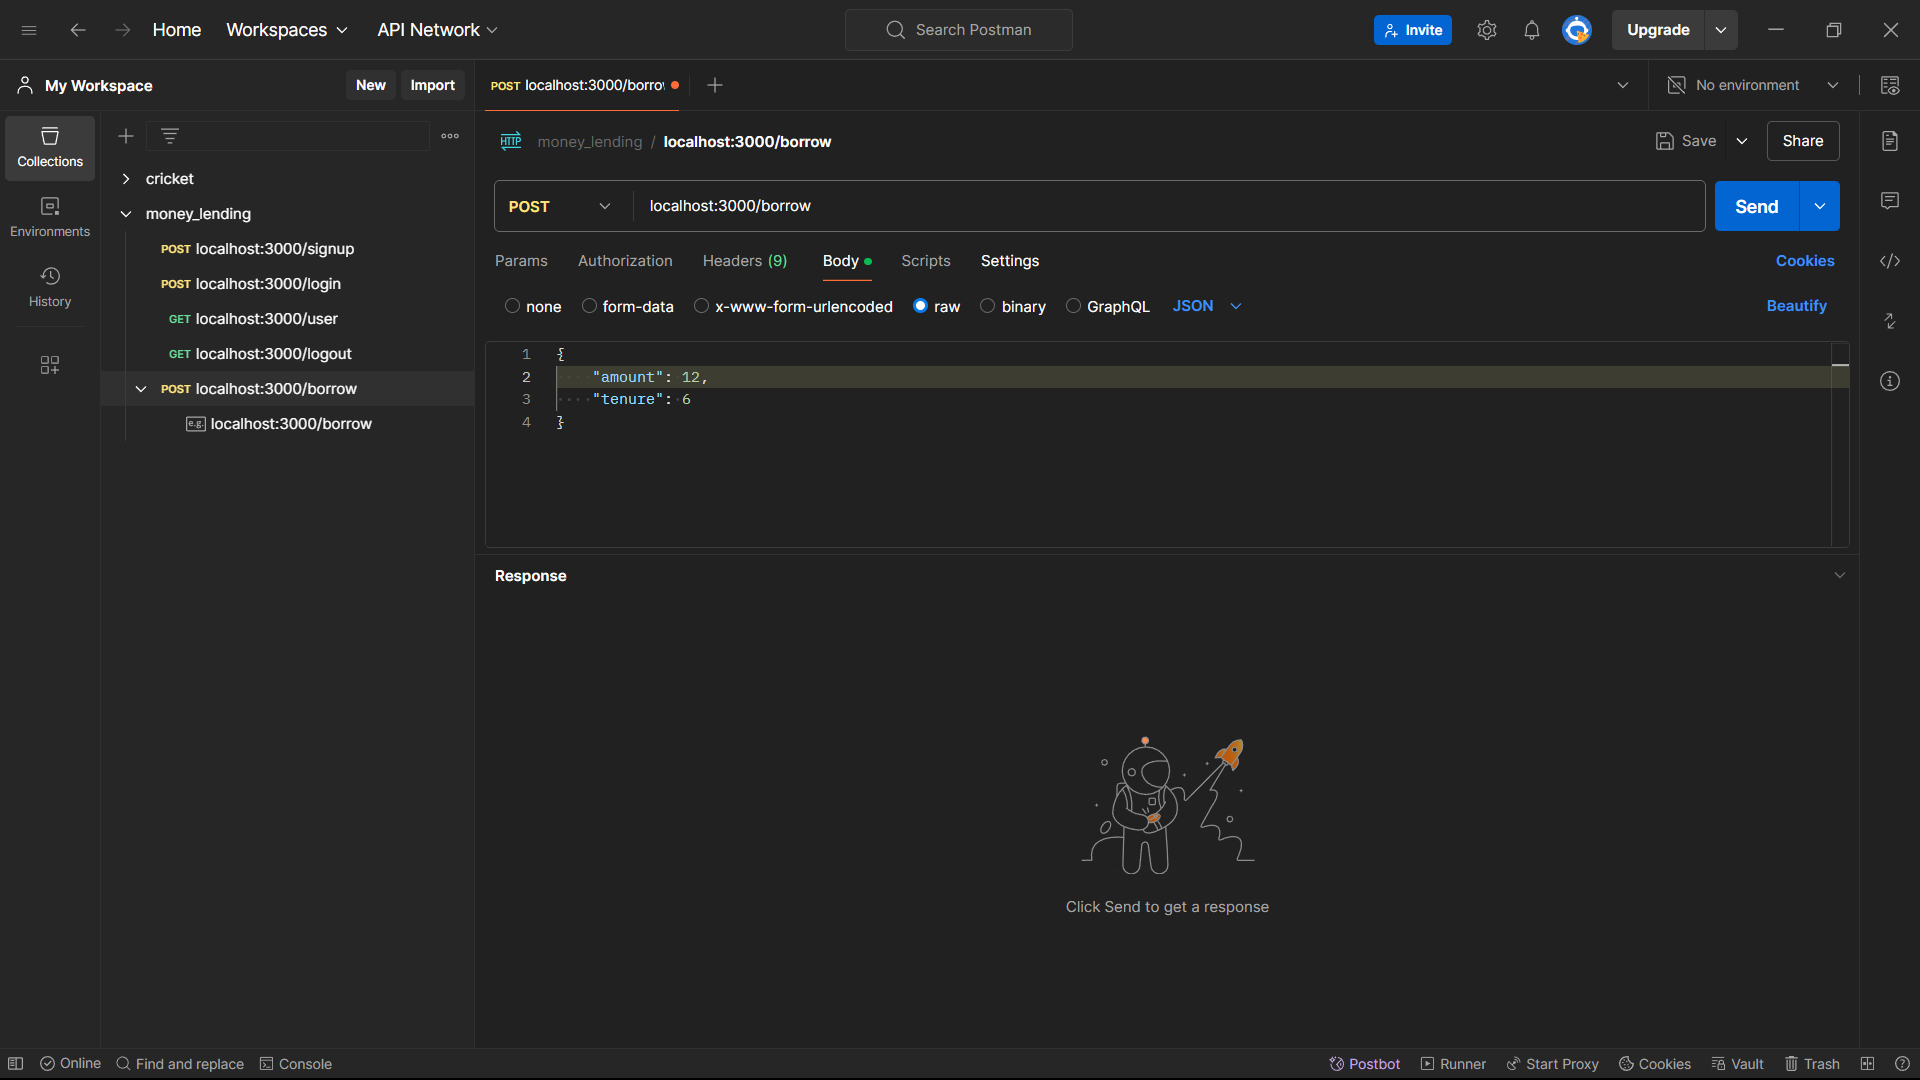 Home Workspaces API Network Search Postman Invite Upgrade
My Workspace New Import POST localhost:3000/borro No environment
Collections
Environments
History
cricket
money_lending
POST localhost:3000/signup
POST localhost:3000/login
GET localhost:3000/user
GET localhost:3000/logout
POST localhost:3000/borrow
e.g. localhost:3000/borrow
HTTP money_lending / localhost:3000/borrow Save Share
POST localhost:3000/borrow Send
Params Authorization Headers (9) Body Scripts Settings Cookies
none form-data x-www-form-urlencoded raw binary GraphQL JSON Beautify
1 {
2 "amount": 12,
3 "tenure": 6
4 }
Response
Click Send to get a response
Online Find and replace Console Postbot Runner Start Proxy Cookies Vault Trash